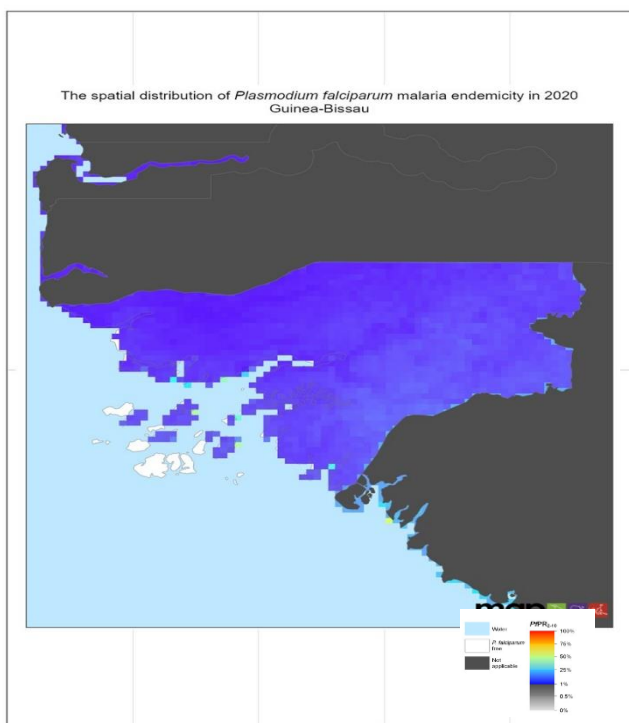 The spatial distribution of Plasmodium falciparum malaria endemicity in 2020
Guinea-Bissau
map
Water
P. falciparum
free
Not
applicable
PfPR2-10
100%
75%
50%
25%
1%
0.5%
0%